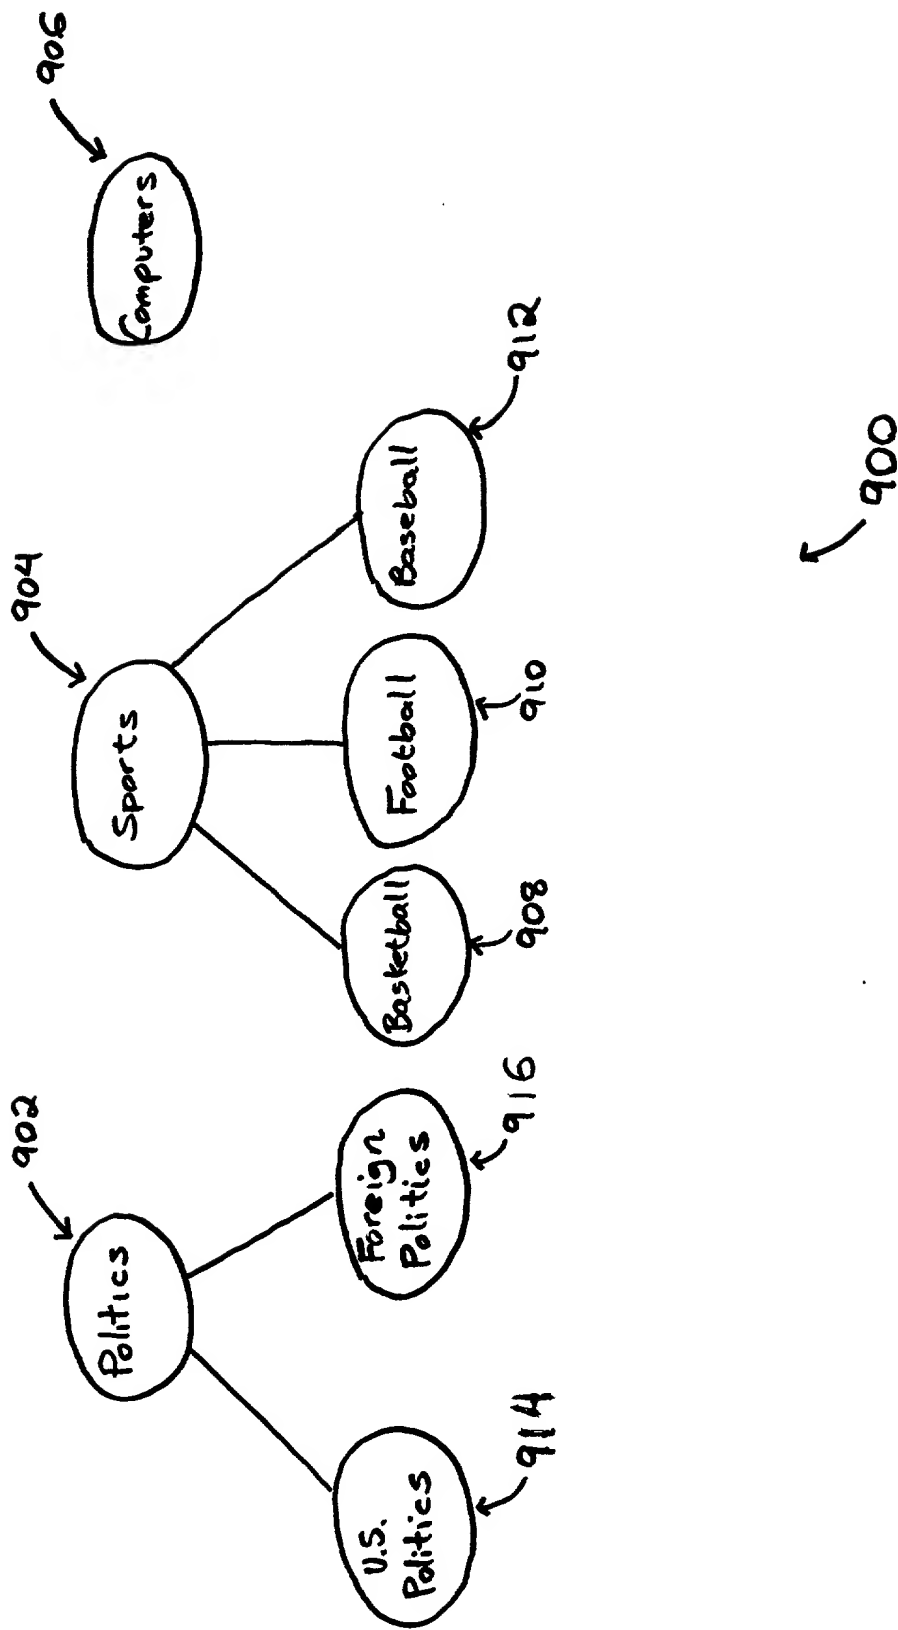 902
Politics
904
Sports
906
Computers
U.S.
Politics
914
Foreign
Politics
916
Basketball
908
Football
910
Baseball
912
900